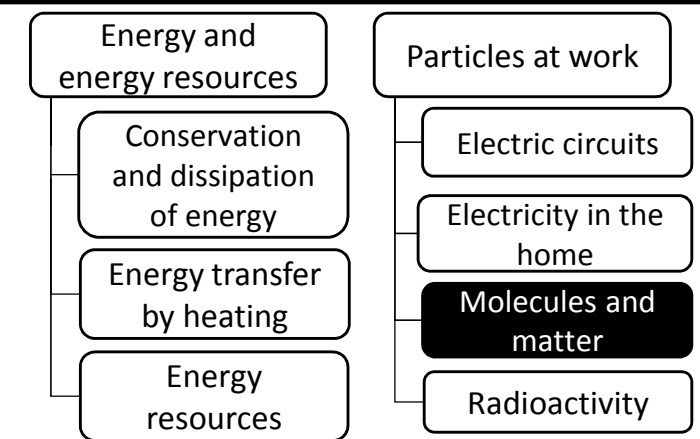 Energy and
energy resources
Conservation
and dissipation
of energy
Energy transfer
by heating
Energy
resources
Particles at work
Electric circuits
Electricity in the
home
Molecules and
matter
Radioactivity